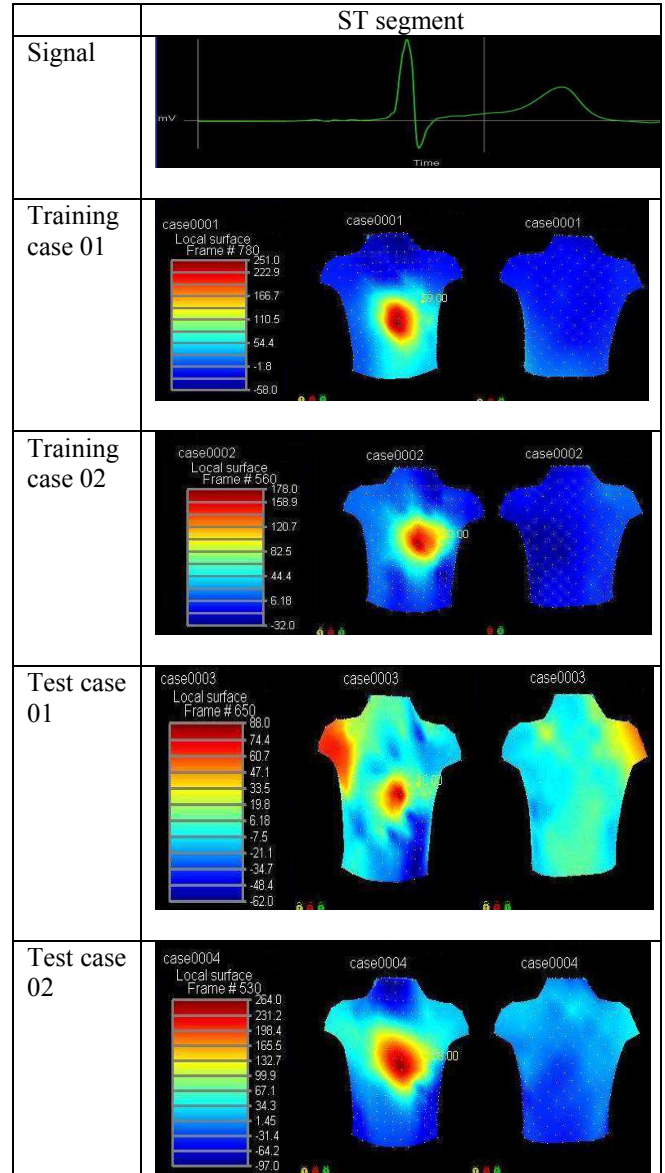 ST segment
Signal
mV
Time
Training
case 01
case0001
Local surface
Frame # 780
251.0
222.9
166.7
110.5
54.4
-1.8
-58.0
case0001
case0001
Training
case 02
case0002
Local surface
Frame # 560
178.0
158.9
120.7
82.5
44.4
6.18
-32.0
case0002
case0002
Test case
01
case0003
Local surface
Frame # 650
88.0
74.4
60.7
47.1
33.5
19.8
6.18
-7.5
-21.1
-34.7
-48.4
-62.0
case0003
case0003
Test case
02
case0004
Local surface
Frame # 530
264.0
231.2
198.4
165.5
132.7
99.9
67.1
34.3
1.45
-31.4
-64.2
-97.0
case0004
case0004